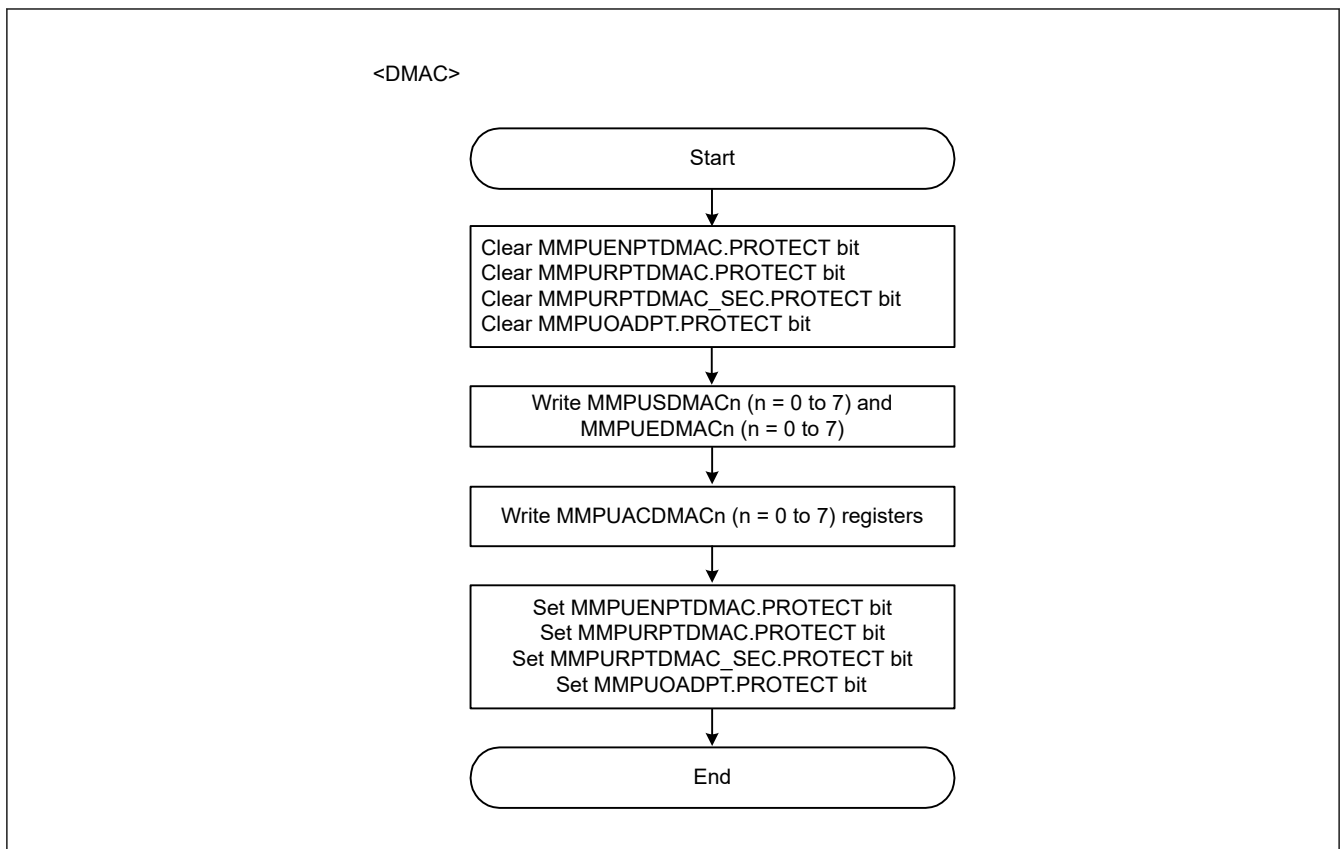 <DMAC>
Start
Clear MMPUENPTDMAC.PROTECT bit
Clear MMPURPTDMAC.PROTECT bit
Clear MMPURPTDMAC_SEC.PROTECT bit
Clear MMPUOADPT.PROTECT bit
Write MMPUSDMACn (n = 0 to 7) and
MMPUEDMACn (n = 0 to 7)
Write MMPUACDMACn (n = 0 to 7) registers
Set MMPUENPTDMAC.PROTECT bit
Set MMPURPTDMAC.PROTECT bit
Set MMPURPTDMAC_SEC.PROTECT bit
Set MMPUOADPT.PROTECT bit
End